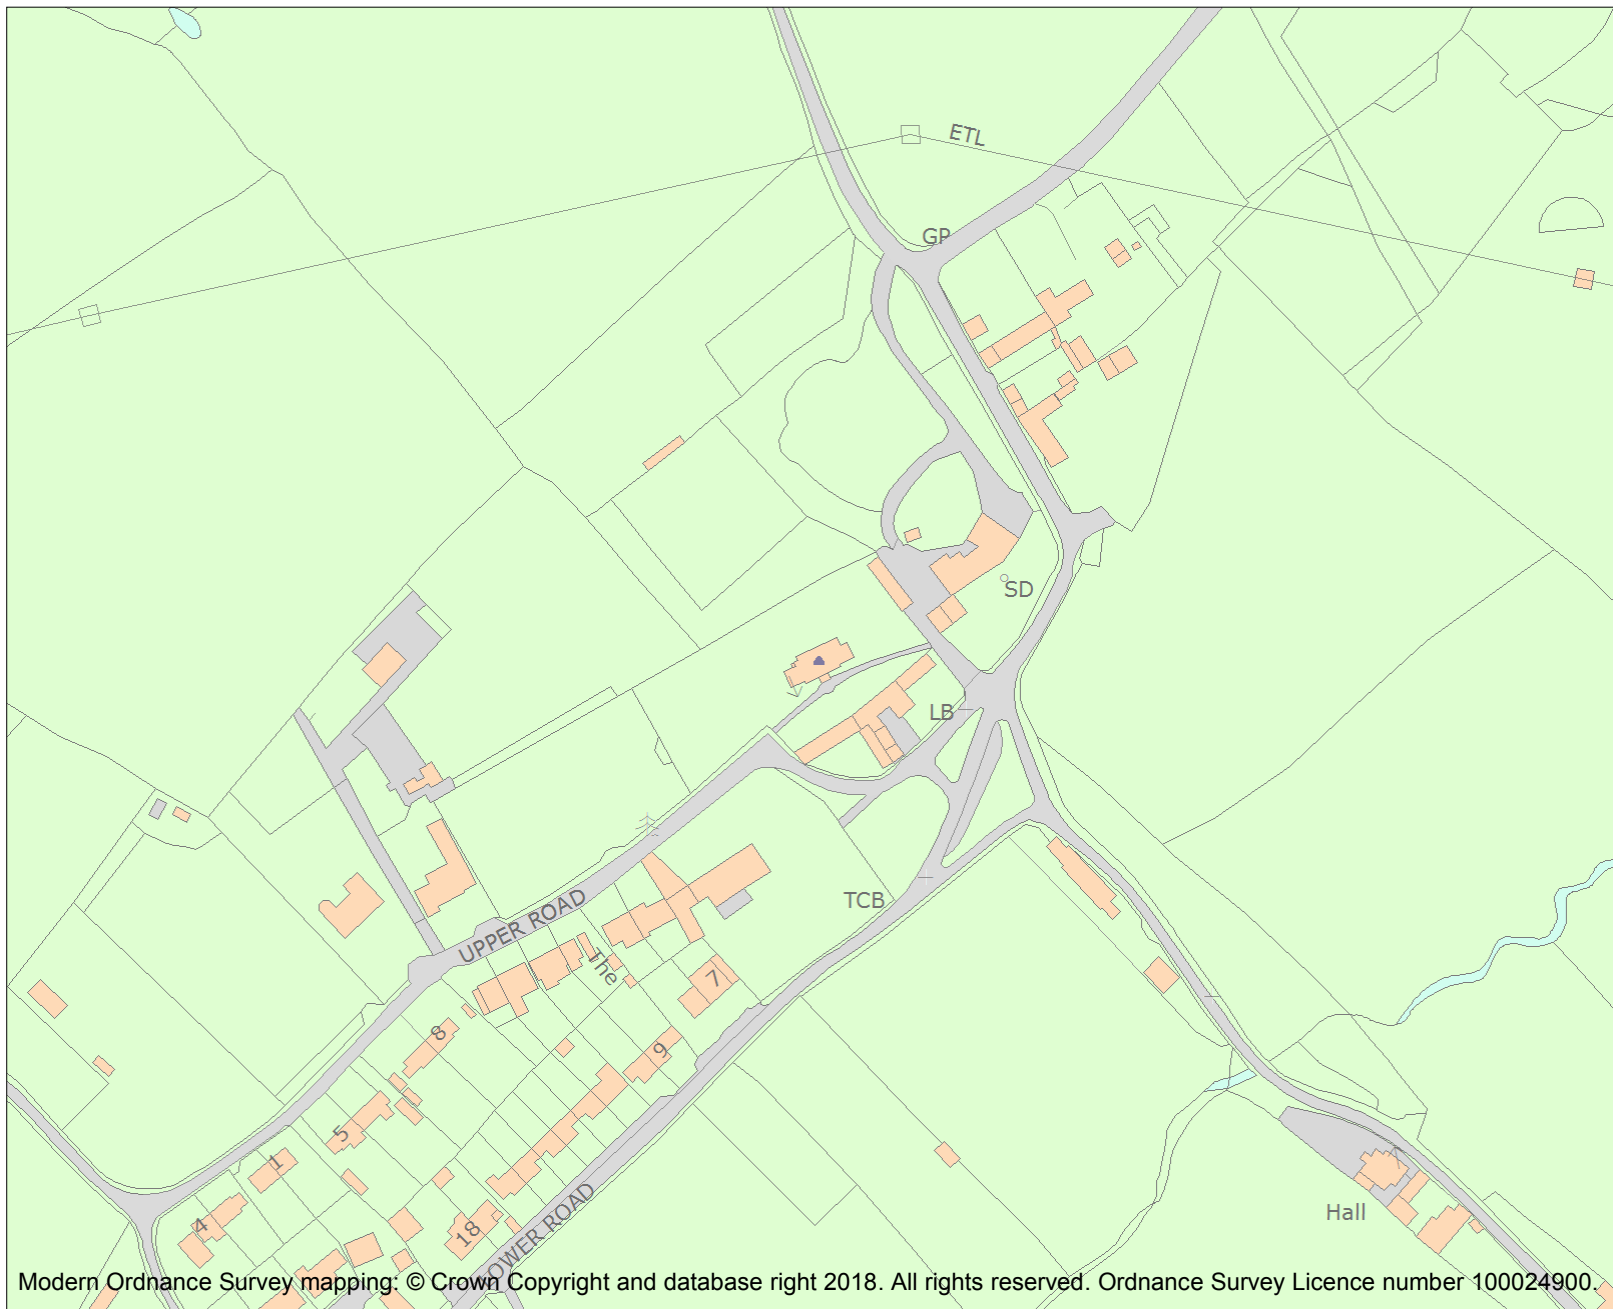 ETL
GP
SD
LB
TCB
UPPER ROAD
The
7
8
9
5
1
4
18
Hall
LOWER ROAD
Modern Ordnance Survey mapping: © Crown Copyright and database right 2018. All rights reserved. Ordnance Survey Licence number 100024900.